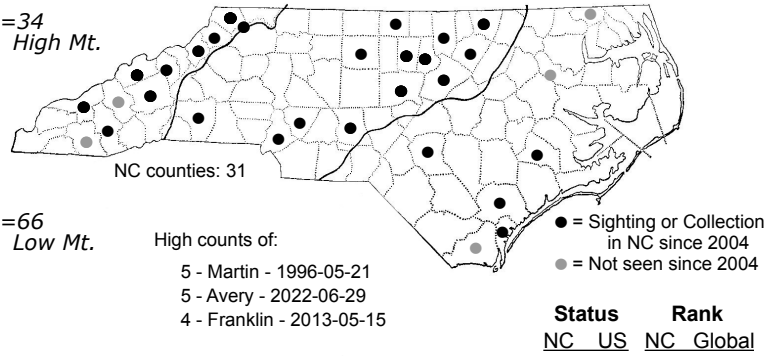 =34
High Mt.
NC counties: 31
=66
Low Mt.
High counts of:
5 - Martin - 1996-05-21
5 - Avery - 2022-06-29
4 - Franklin - 2013-05-15
= Sighting or Collection
in NC since 2004
= Not seen since 2004
Status Rank
NC US NC Global